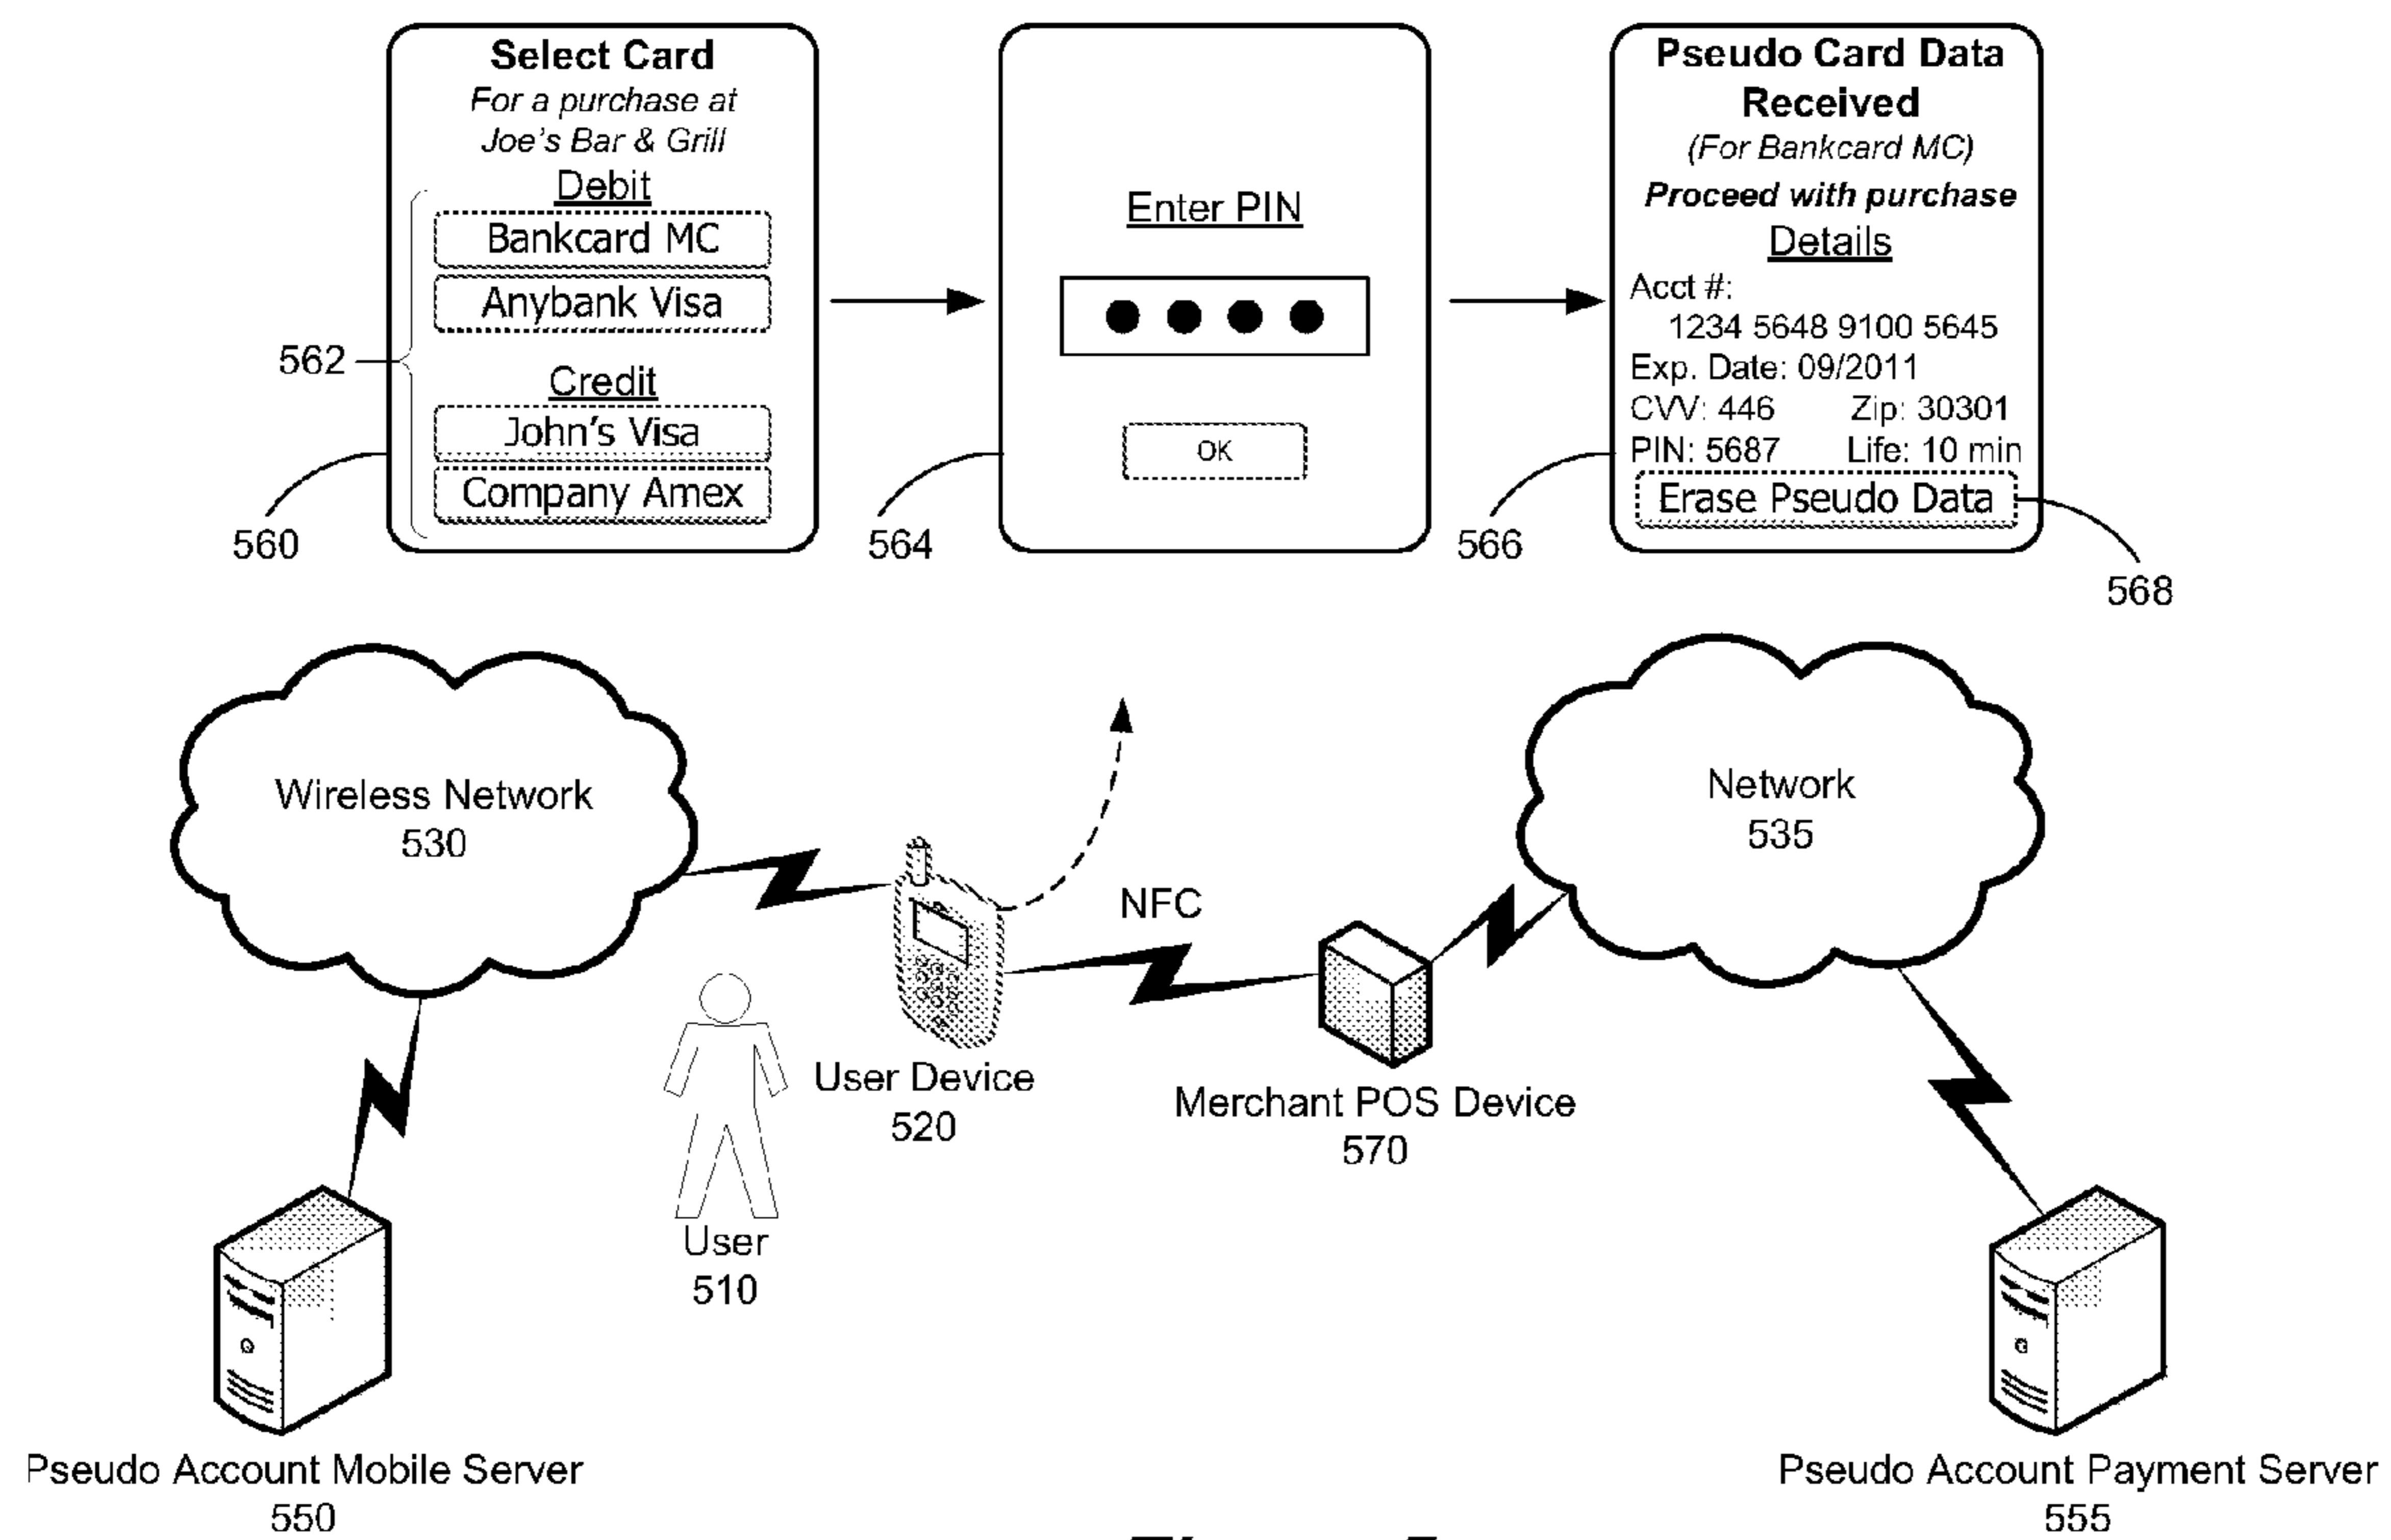 Select Card
For a purchase at
Joe's Bar & Grill
Debit
Bankcard MC
Anybank Visa
Credit
John's Visa
Company Amex
562
560
Enter PIN
OK
564
Pseudo Card Data
Received
(For Bankcard MC)
Proceed with purchase
Details
Acct #:
1234 5648 9100 5645
Exp. Date: 09/2011
CVV: 446 Zip: 30301
PIN: 5687 Life: 10 min
Erase Pseudo Data
566
568
Wireless Network
530
Network
535
NFC
User Device
520
Merchant POS Device
570
User
510
Pseudo Account Mobile Server
550
Pseudo Account Payment Server
555